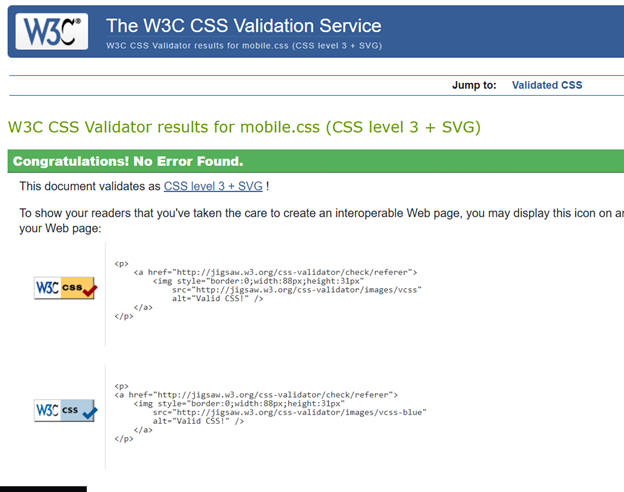 W3C®
The W3C CSS Validation Service
W3C CSS Validator results for mobile.css (CSS level 3 + SVG)
Jump to: Validated CSS
W3C CSS Validator results for mobile.css (CSS level 3 + SVG)
Congratulations! No Error Found.
This document validates as CSS level 3 + SVG !
To show your readers that you've taken the care to create an interoperable Web page, you may display this icon on
your Web page:
W3C css
<p>
<a href="http://jigsaw.w3.org/css-validator/check/referer">
<img style="border:0;width:88px;height:31px"
src="http://jigsaw.w3.org/css-validator/images/vcss"
alt="Valid CSS!" />
</a>
</p>
W3C css
<p>
<a href="http://jigsaw.w3.org/css-validator/check/referer">
<img style="border:0;width:88px;height:31px"
src="http://jigsaw.w3.org/css-validator/images/vcss-blue"
alt="Valid CSS!" />
</a>
</p>